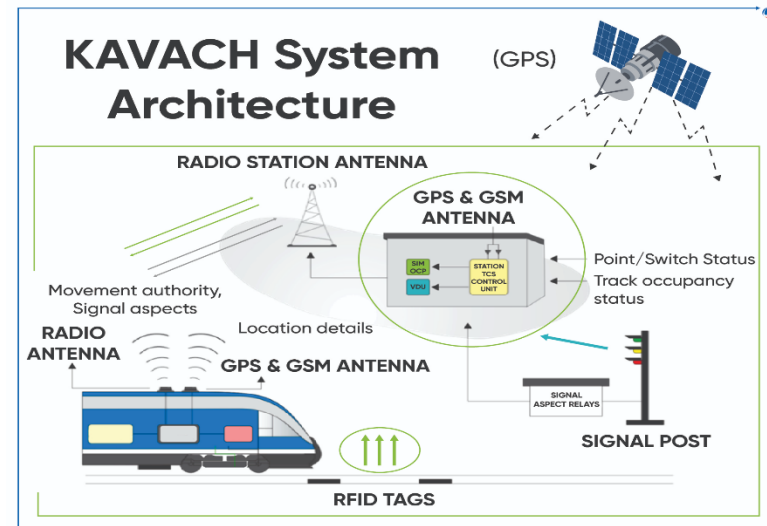 KAVACH System
Architecture
(GPS)
RADIO STATION ANTENNA
GPS & GSM
ANTENNA
SIM
OCP
VDU
STATION
TCS
CONTROL
UNIT
Point/Switch Status
Track occupancy
status
Movement authority,
Signal aspects
Location details
RADIO
ANTENNA
GPS & GSM ANTENNA
SIGNAL
ASPECT RELAYS
SIGNAL POST
RFID TAGS